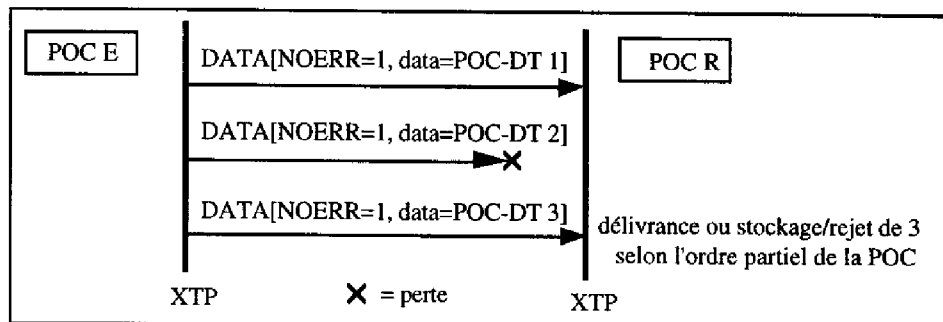 POC E
DATA[NOERR=1, data=POC-DT 1]
POC R
DATA[NOERR=1, data=POC-DT 2]
DATA[NOERR=1, data=POC-DT 3]
délivrance ou stockage/rejet de 3
selon l'ordre partiel de la POC
XTP
= perte
XTP